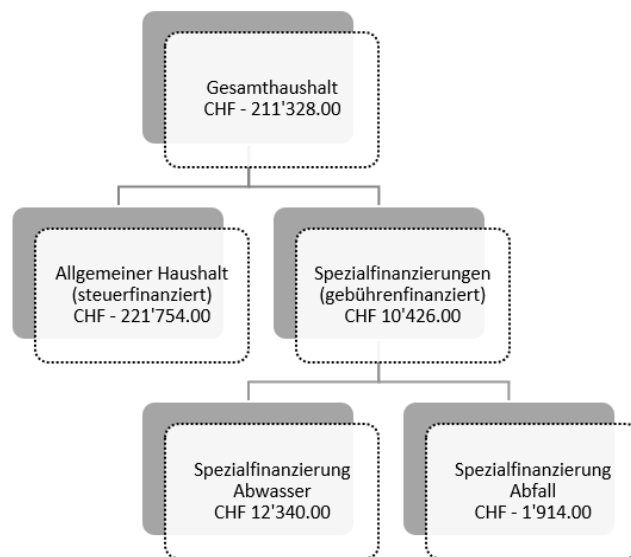 Gesamthaushalt
CHF - 211'328.00
Allgemeiner Haushalt
(steuerfinanziert)
CHF - 221'754.00
Spezialfinanzierungen
(gebührenfinanziert)
CHF 10'426.00
Spezialfinanzierung
Abwasser
CHF 12'340.00
Spezialfinanzierung
Abfall
CHF - 1'914.00